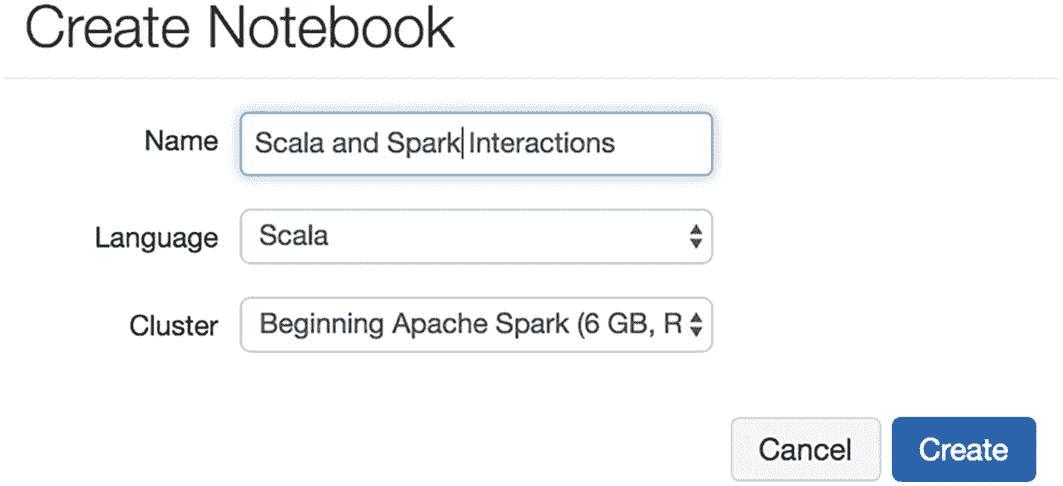 Create Notebook
Name
Scala and Spark Interactions
Language
Scala
Cluster
Beginning Apache Spark (6 GB, R
Cancel
Create